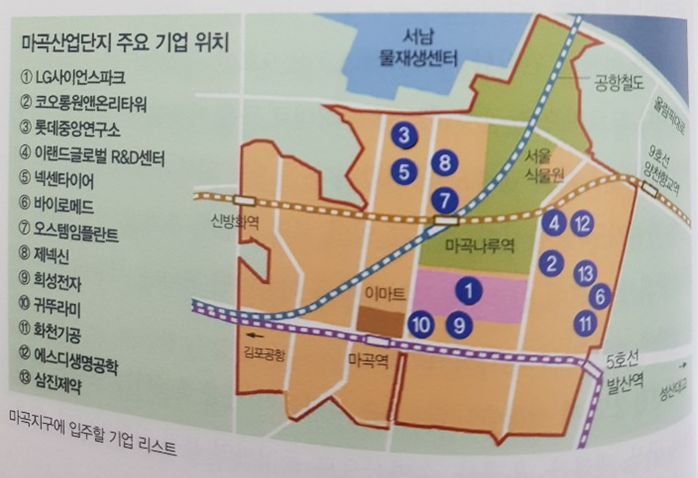 마곡산업단지 주요 기업 위치
① LG사이언스파크
② 코오롱원앤온리타워
③ 롯데중앙연구소
④ 이랜드글로벌 R&D센터
⑤ 넥센타이어
⑥ 바이로메드
⑦ 오스템임플란트
⑧ 제넥신
⑨ 희성전자
⑩ 귀뚜라미
⑪ 화천기공
⑫ 에스디생명공학
⑬ 삼진제약
서남
물재생센터
공항철도
올림픽대로
9호선
양천향교역
서울
식물원
3
5
8
7
신방화역
마곡나루역
4
12
2
13
6
11
이마트
1
10
9
←
김포공항
마곡역
5호선
발산역
→
성산대교
마곡지구에 입주할 기업 리스트